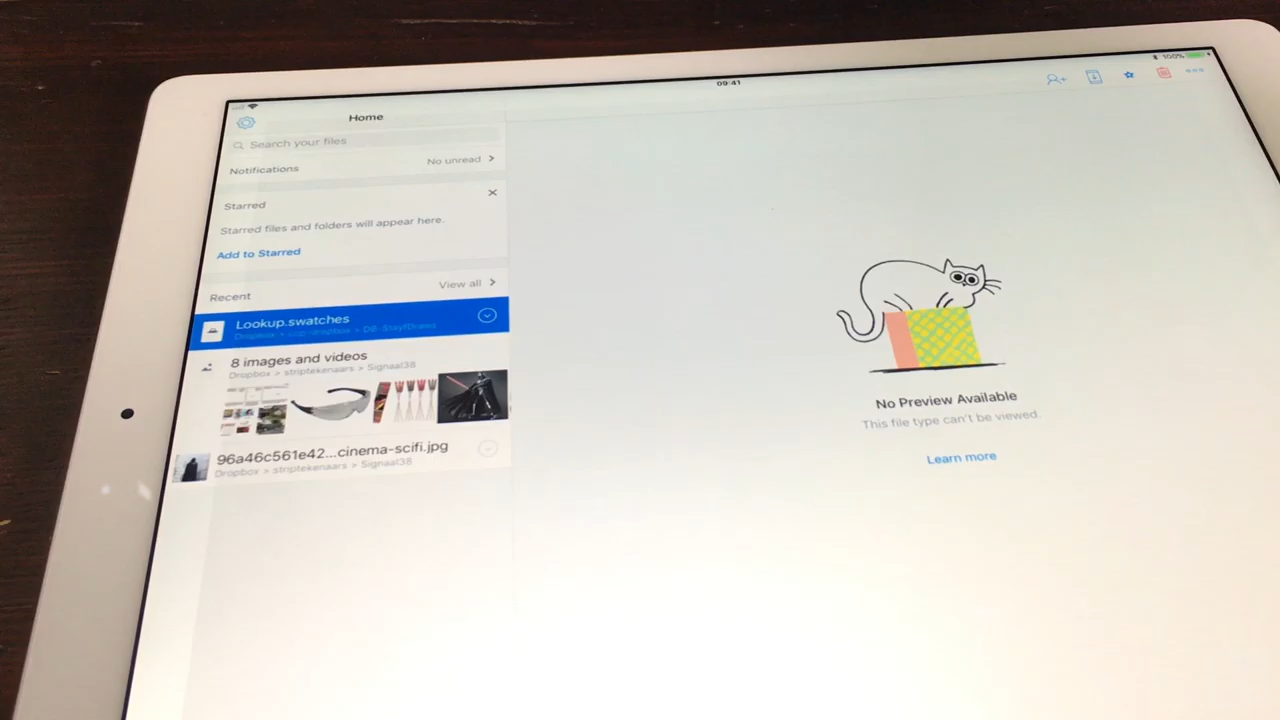 09:41
100%
Home
Search your files
Notifications
No unread
Starred
Starred files and folders will appear here.
Add to Starred
Recent
View all
Lookup.swatches
Dropbox >
8 images and videos
Dropbox > striptekenaars > Signaal38
96a46c561e42...cinema-scifi.jpg
Dropbox > striptekenaars > Signaal38
No Preview Available
This file type can't be viewed.
Learn more